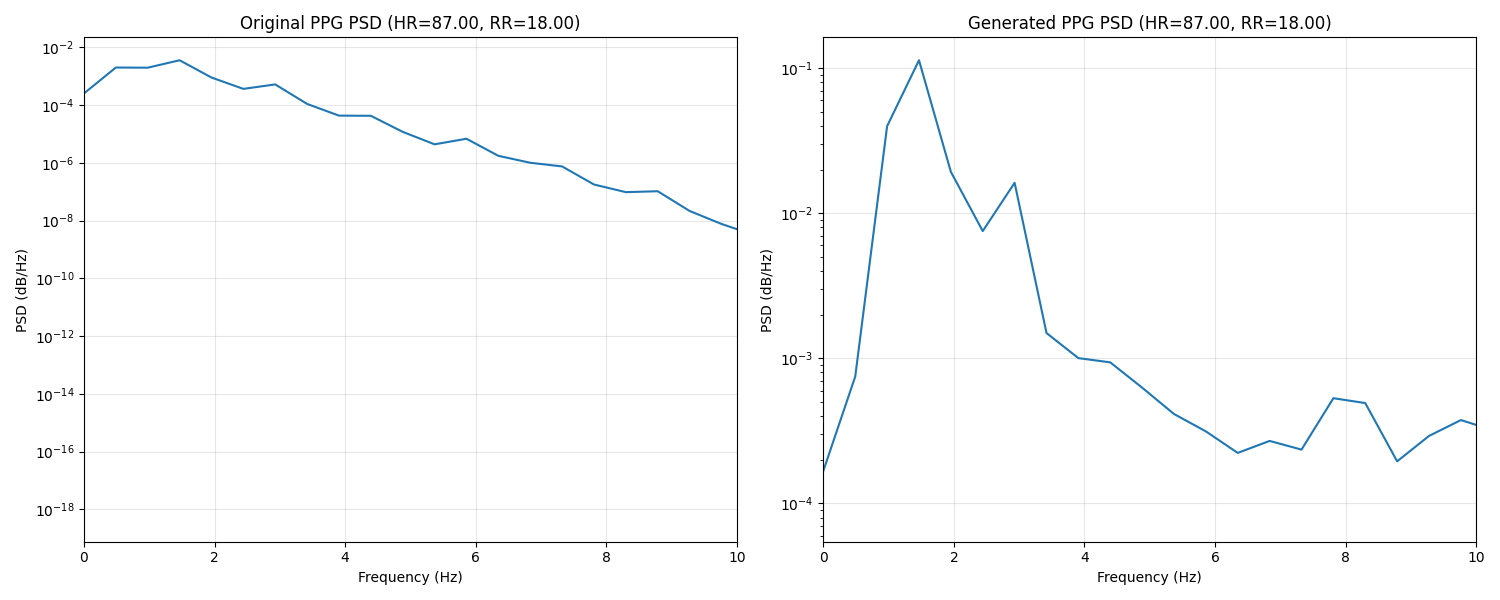 Original PPG PSD (HR=87.00, RR=18.00)
10⁻²
10⁻⁴
10⁻⁶
10⁻⁸
10⁻¹⁰
10⁻¹²
10⁻¹⁴
10⁻¹⁶
10⁻¹⁸
PSD (dB/Hz)
0 2 4 6 8 10
Frequency (Hz)
Generated PPG PSD (HR=87.00, RR=18.00)
10⁻¹
10⁻²
10⁻³
10⁻⁴
PSD (dB/Hz)
0 2 4 6 8 10
Frequency (Hz)